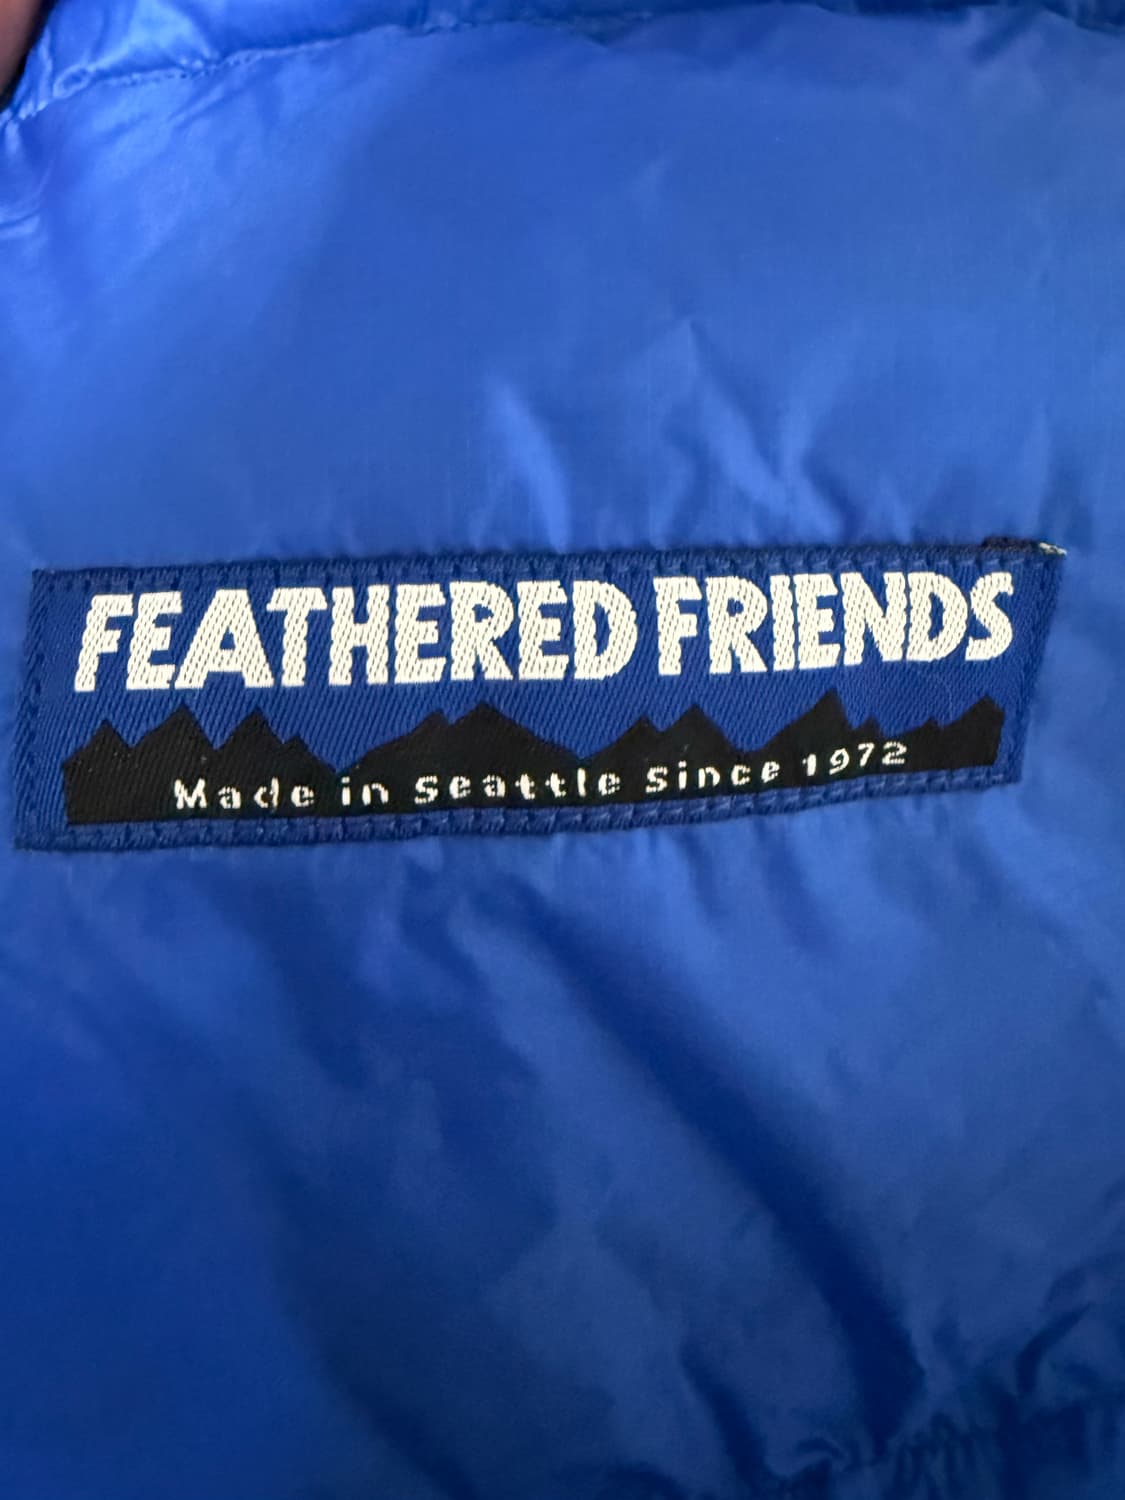 FEATHERED FRIENDS
Made in Seattle Since 1972